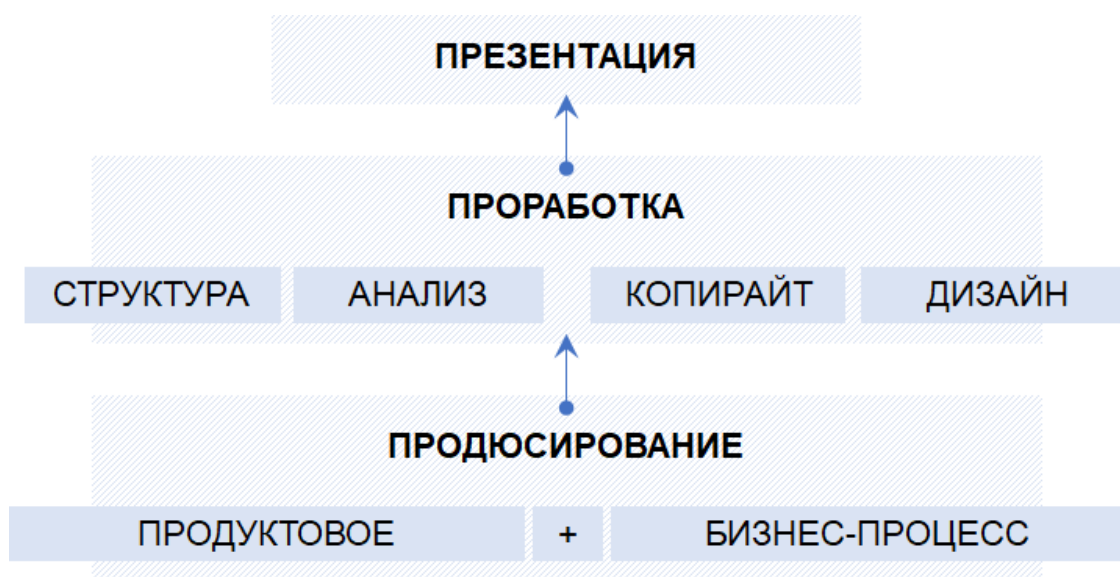 ПРЕЗЕНТАЦИЯ
ПРОРАБОТКА
СТРУКТУРА АНАЛИЗ КОПИРАЙТ ДИЗАЙН
ПРОДЮСИРОВАНИЕ
ПРОДУКТОВОЕ + БИЗНЕС-ПРОЦЕСС